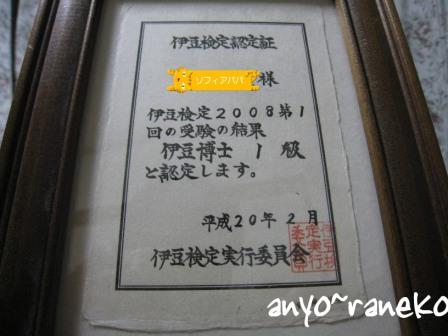 伊豆検定認定証
ソフィアパパ様
伊豆検定2008第1
回の受験の結果
伊豆博士 1 級
と認定します。
平成20年2月
伊豆検定実行委員会
anyo~raneko